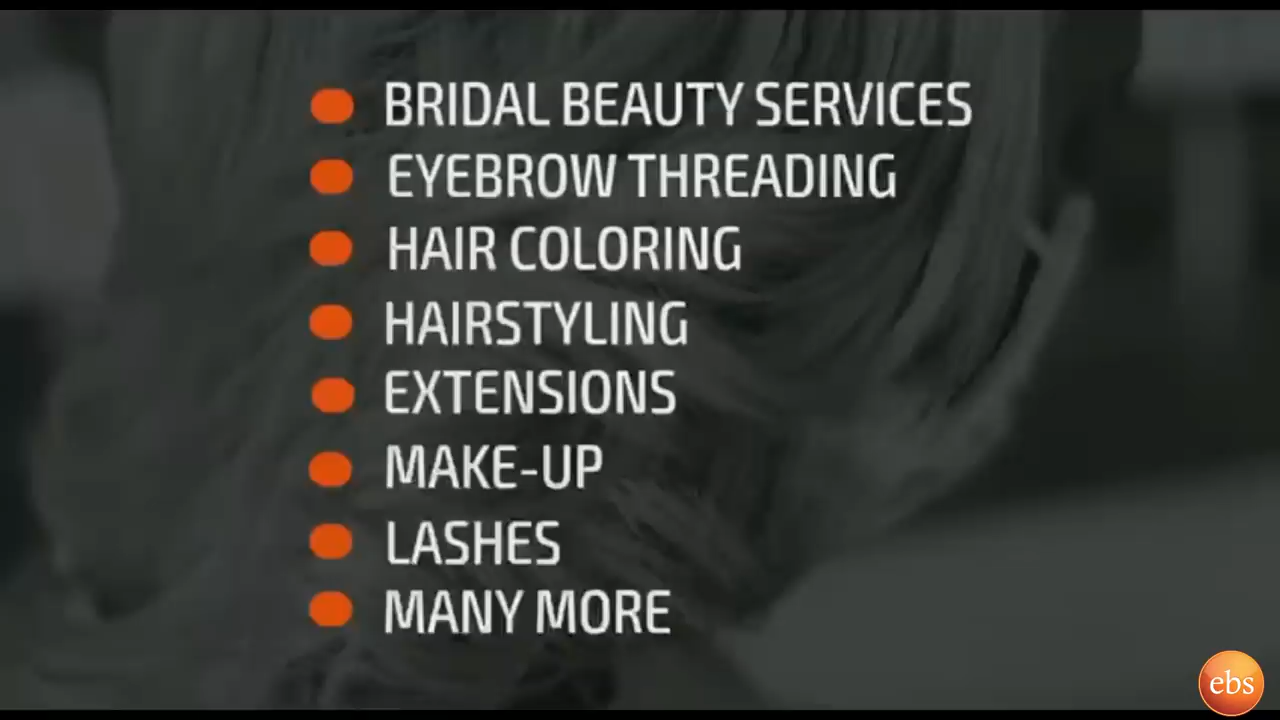 BRIDAL BEAUTY SERVICES
EYEBROW THREADING
HAIR COLORING
HAIRSTYLING
EXTENSIONS
MAKE-UP
LASHES
MANY MORE
ebs